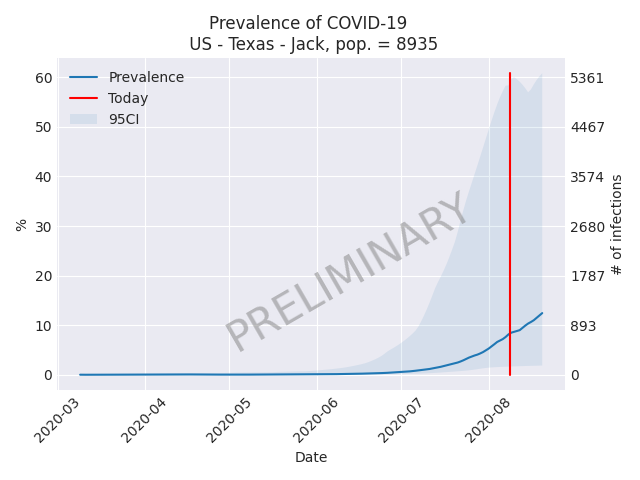 Prevalence of COVID-19
US - Texas - Jack, pop. = 8935
Prevalence
Today
95CI
PRELIMINARY
%
60
50
40
30
20
10
0
5361
4467
3574
2680
1787
893
0
# of infections
2020-03
2020-04
2020-05
2020-06
2020-07
2020-08
Date